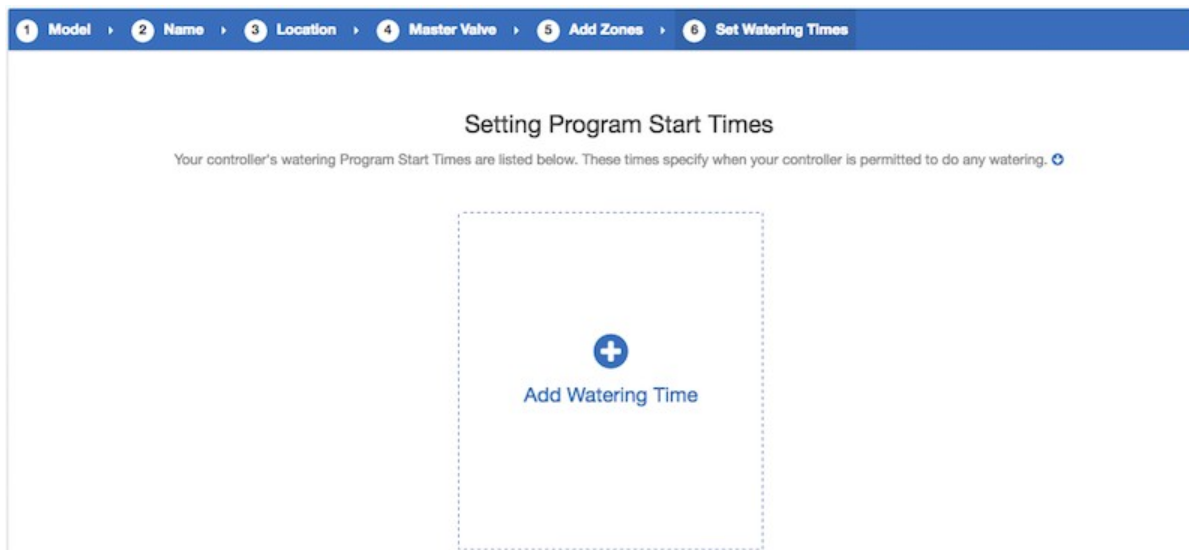 1 Model 2 Name 3 Location 4 Master Valve 5 Add Zones 6 Set Watering Times
Setting Program Start Times
Your controller's watering Program Start Times are listed below. These times specify when your controller is permitted to do any watering.
Add Watering Time